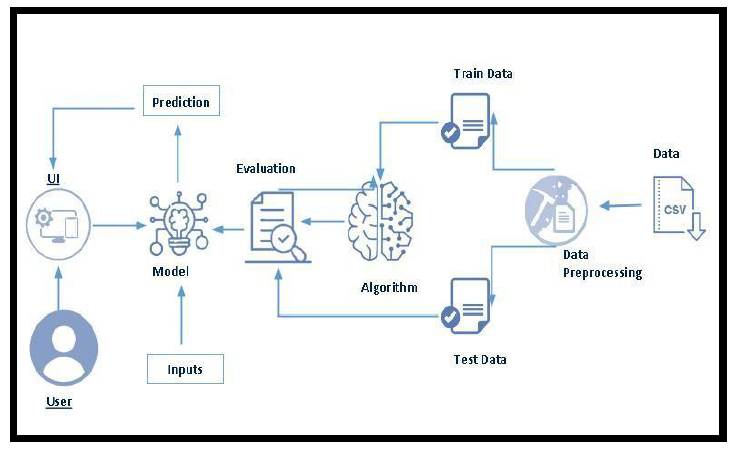 Train Data
Prediction
Data
Evaluation
UI
CSV
Model
Data
Preprocessing
Algorithm
Test Data
Inputs
User